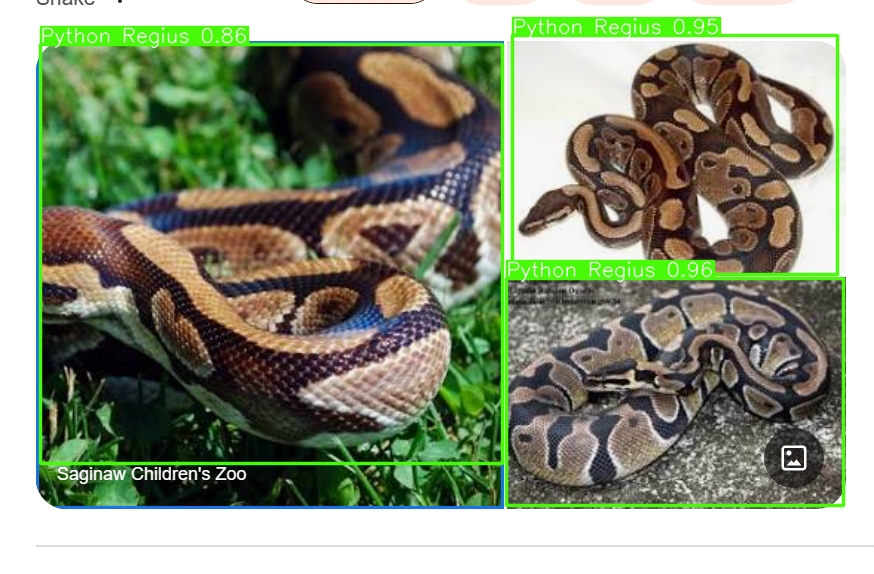 Snake
Python Regius 0.86
Python Regius 0.95
Python Regius 0.96
Saginaw Children's Zoo